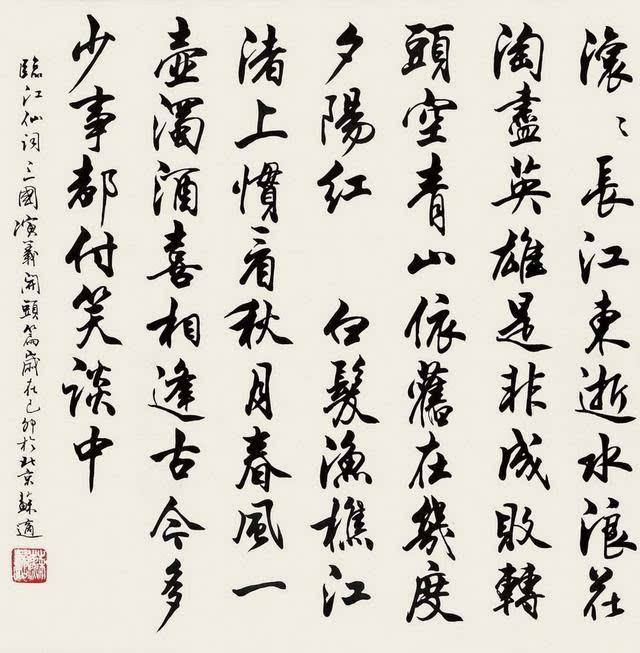 滚〻長江東逝水浪花
淘盡英雄是非成敗轉
頭空青山依舊在幾度
夕陽紅 白髮漁樵江
渚上慣看秋月春風一
壺濁酒喜相逢古今多
少事都付笑談中
臨江仙词三國演義開頭篇歲在己卯於北京蘇適